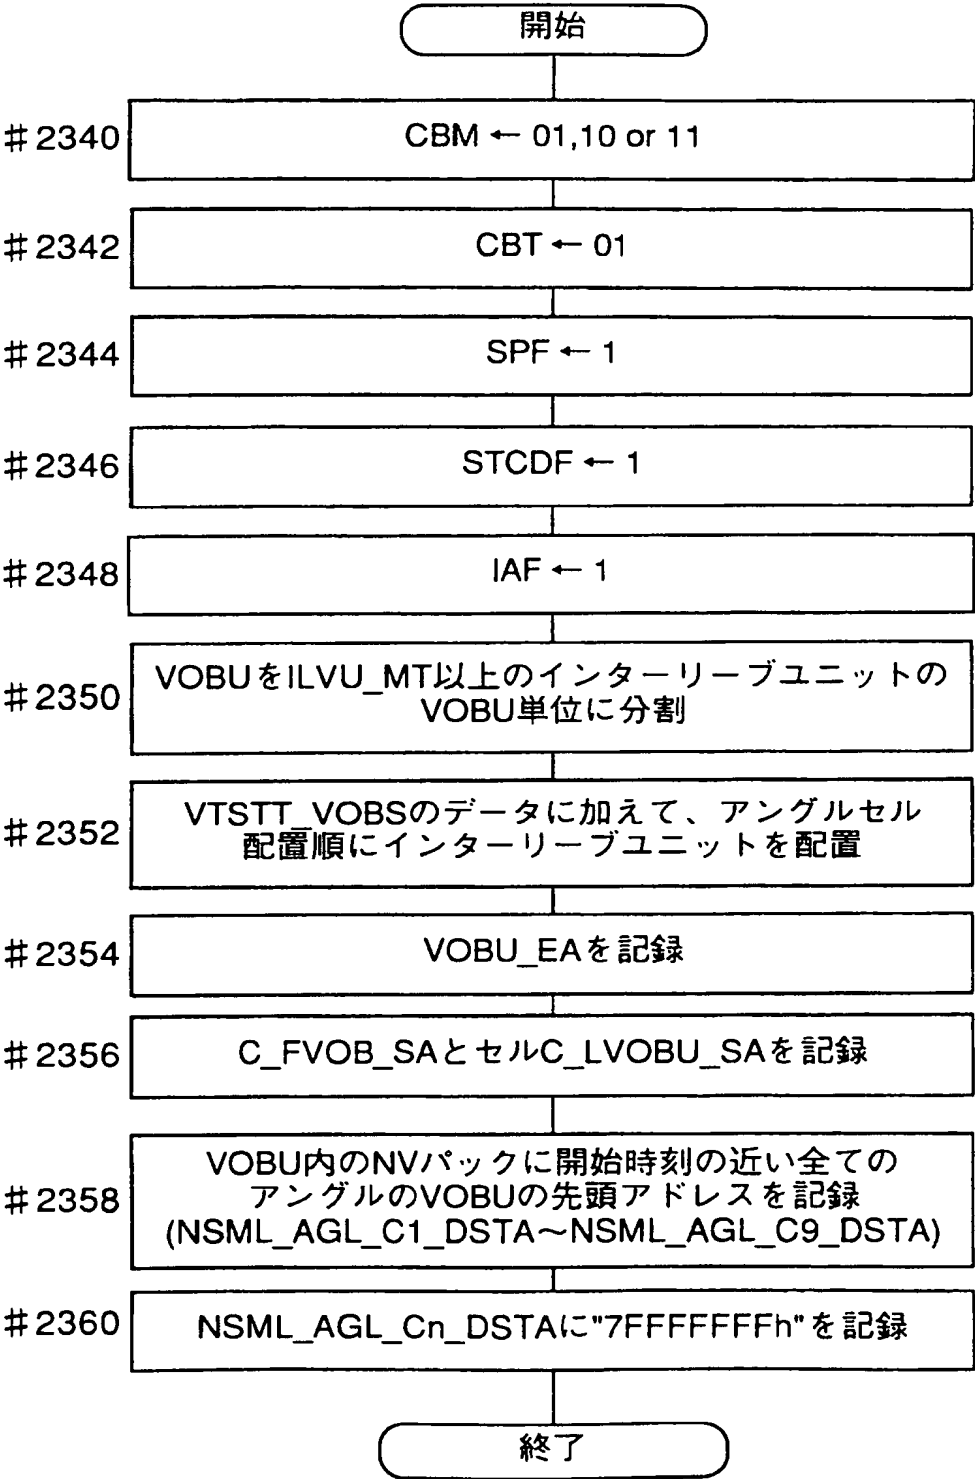 開始
#2340 CBM ← 01,10 or 11
#2342 CBT ← 01
#2344 SPF ← 1
#2346 STCDF ← 1
#2348 IAF ← 1
#2350 VOBUをILVU_MT以上のインターリーブユニットの
VOBU単位に分割
#2352 VTSTT_VOBSのデータに加えて、アングルセル
配置順にインターリーブユニットを配置
#2354 VOBU_EAを記録
#2356 C_FVOB_SAとセルC_LVOBU_SAを記録
#2358 VOBU内のNVパックに開始時刻の近い全ての
アングルのVOBUの先頭アドレスを記録
(NSML_AGL_C1_DSTA～NSML_AGL_C9_DSTA)
#2360 NSML_AGL_Cn_DSTAに"7FFFFFFFh"を記録
終了